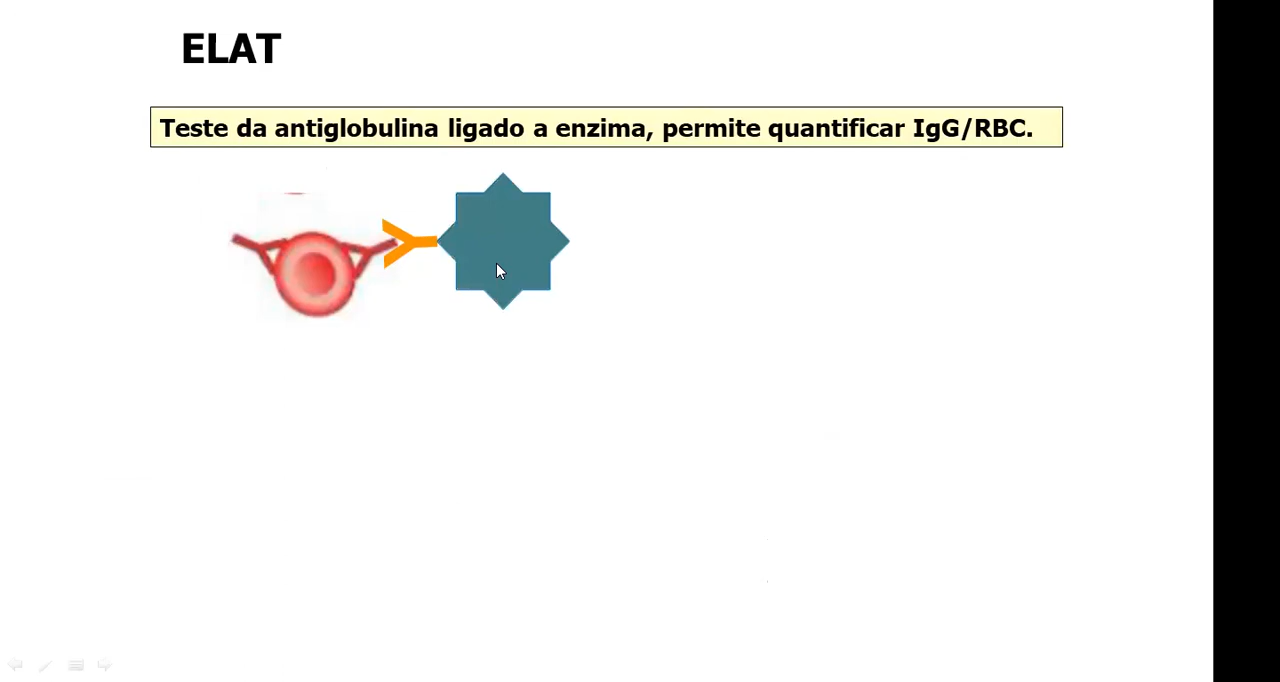 ELAT
Teste da antiglobulina ligado a enzima, permite quantificar IgG/RBC.